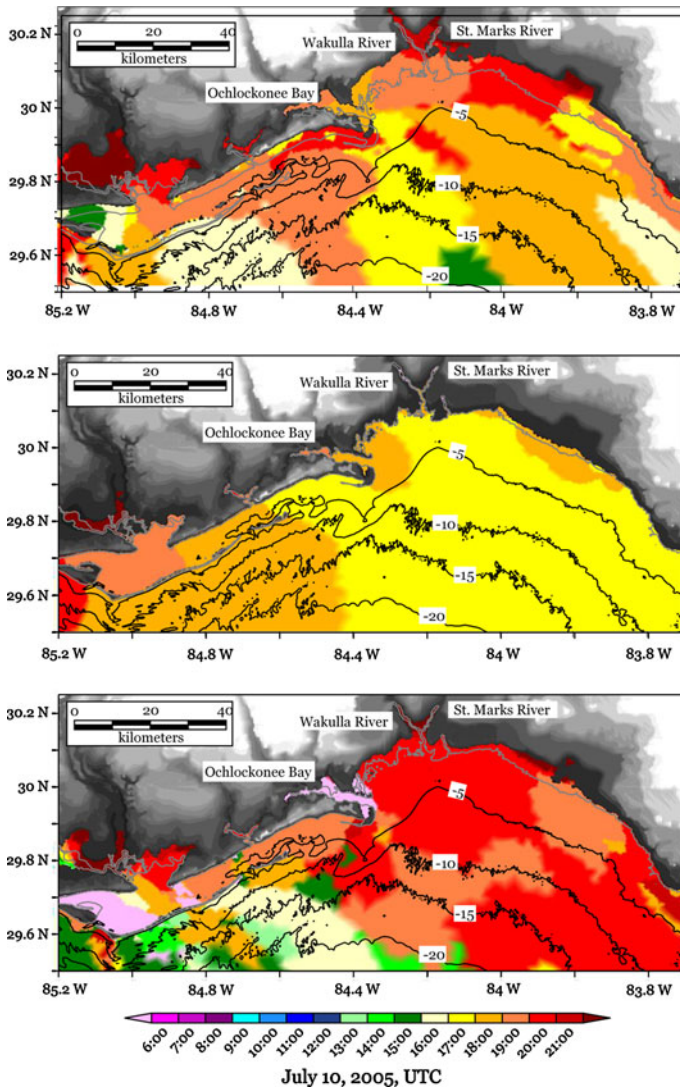 30.2 N
0 20 40
kilometers
Wakulla River
St. Marks River
Ochlockonee Bay
30 N
-5
29.8 N
-10
-15
29.6 N
-20
85.2 W 84.8 W 84.4 W 84 W 83.8 W
30.2 N
0 20 40
kilometers
Wakulla River
St. Marks River
Ochlockonee Bay
30 N
-5
29.8 N
-10
-15
29.6 N
-20
85.2 W 84.8 W 84.4 W 84 W 83.8 W
30.2 N
0 20 40
kilometers
Wakulla River
St. Marks River
Ochlockonee Bay
30 N
-5
29.8 N
-10
-15
29.6 N
-20
85.2 W 84.8 W 84.4 W 84 W 83.8 W
6:00 7:00 8:00 9:00 10:00 11:00 12:00 13:00 14:00 15:00 16:00 17:00 18:00 19:00 20:00 21:00
July 10, 2005, UTC